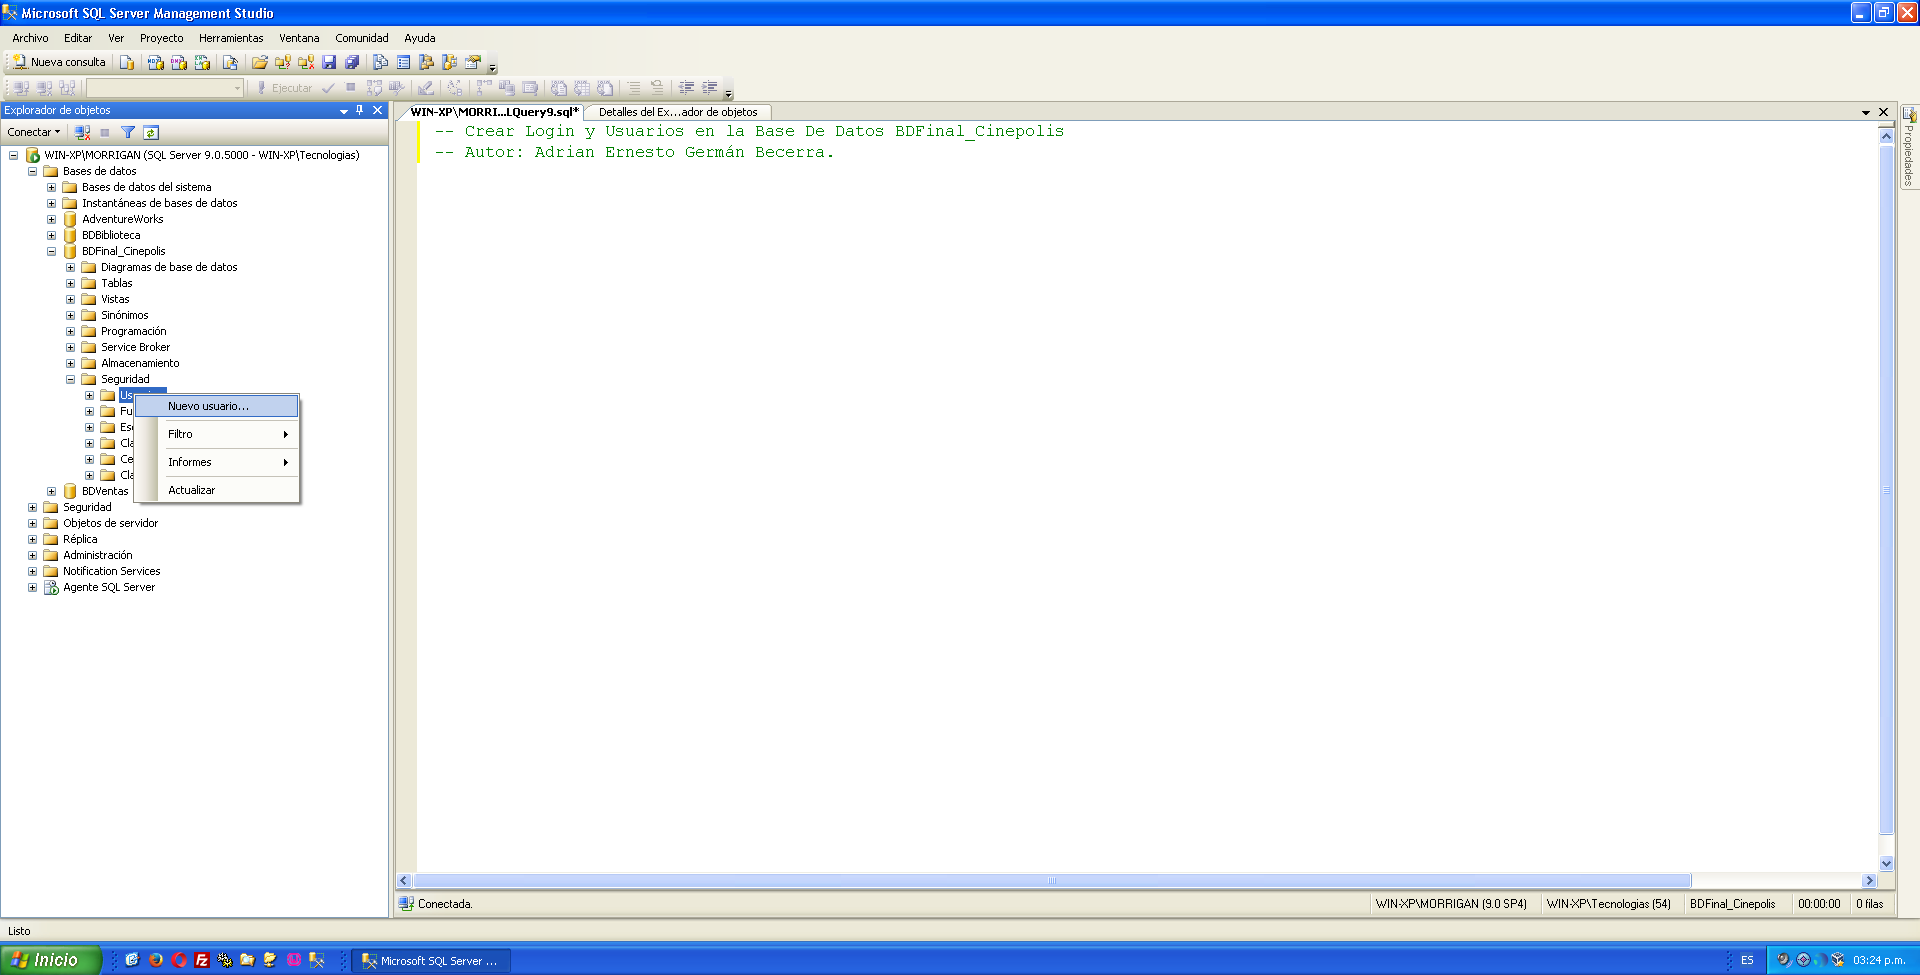 Microsoft SQL Server Management Studio
Archivo Editar Ver Proyecto Herramientas Ventana Comunidad Ayuda
Nueva consulta
Ejecutar
Explorador de objetos
WIN-XP\MORRI...LQuery9.sql* Detalles del Ex...ador de objetos
Conectar
-- Crear Login y Usuarios en la Base De Datos BDFinal_Cinepolis
-- Autor: Adrian Ernesto Germán Becerra.
Propiedades
WIN-XP\MORRIGAN (SQL Server 9.0.5000 - WIN-XP\Tecnologias)
Bases de datos
Bases de datos del sistema
Instantáneas de bases de datos
AdventureWorks
BDBiblioteca
BDFinal_Cinepolis
Diagramas de base de datos
Tablas
Vistas
Sinónimos
Programación
Service Broker
Almacenamiento
Seguridad
Us
Fu
Es
Cla
Ce
Cla
Nuevo usuario...
Filtro
Informes
Actualizar
BDVentas
Seguridad
Objetos de servidor
Réplica
Administración
Notification Services
Agente SQL Server
Conectada. WIN-XP\MORRIGAN (9.0 SP4) WIN-XP\Tecnologias (54) BDFinal_Cinepolis 00:00:00 0 filas
Listo
Inicio Microsoft SQL Server ... ES 03:24 p.m.